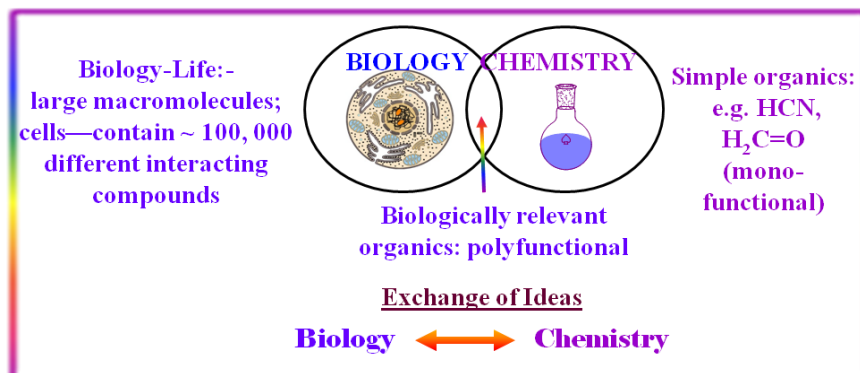 BIOLOGY CHEMISTRY
Biology-Life:-
large macromolecules;
cells—contain ~ 100, 000
different interacting
compounds
Simple organics:
e.g. HCN,
H₂C=O
(mono-
functional)
Biologically relevant
organics: polyfunctional
Exchange of Ideas
Biology Chemistry